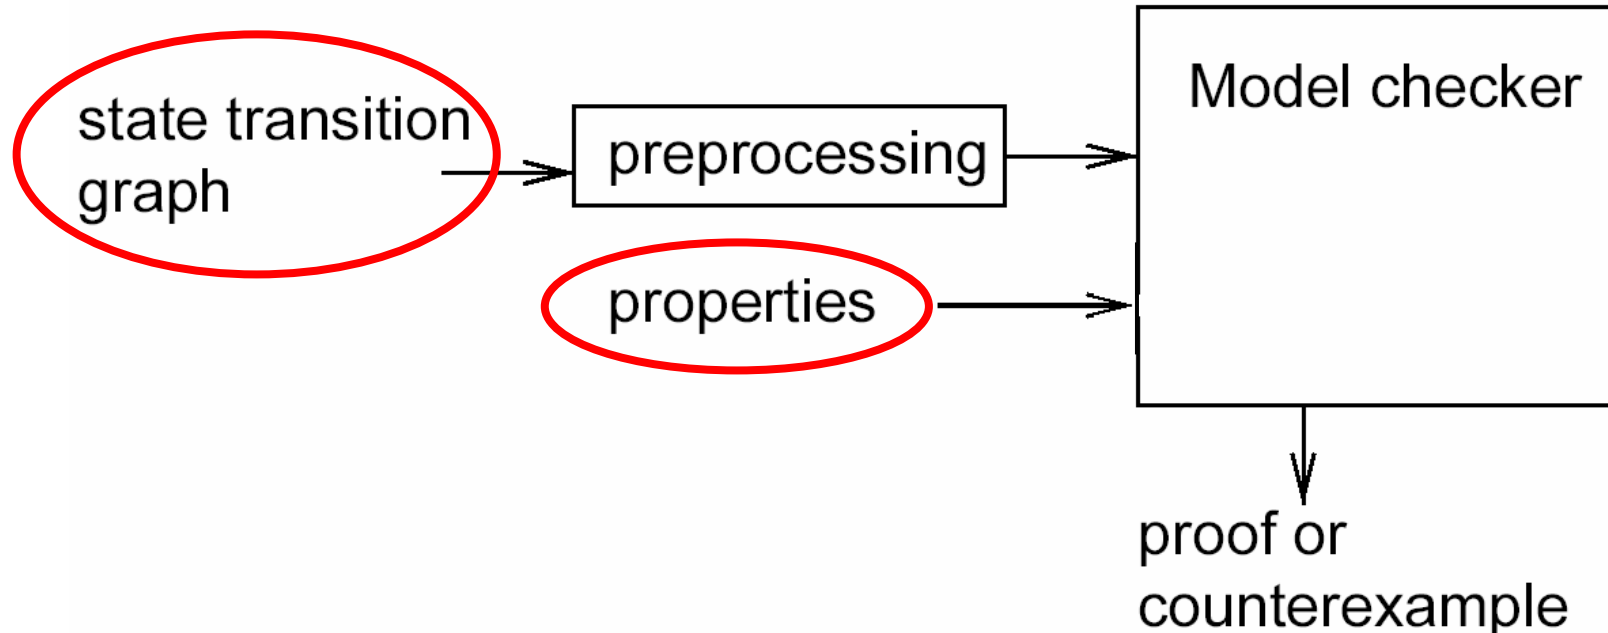 state transition
graph
preprocessing
Model checker
properties
proof or
counterexample